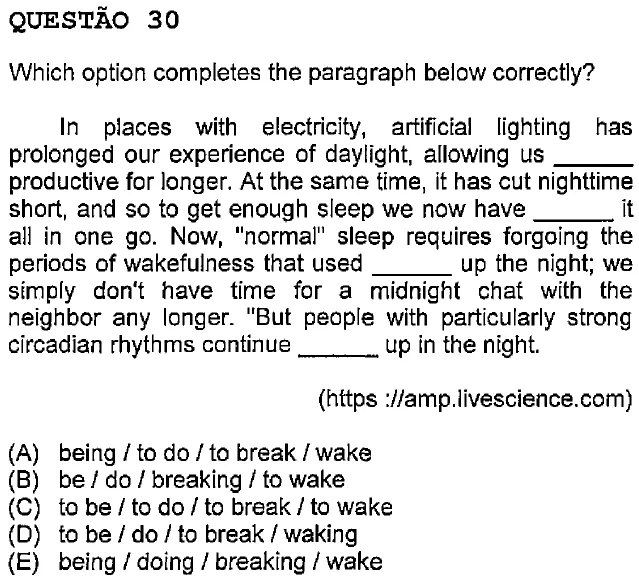 QUESTÃO 30
Which option completes the paragraph below correctly?
In places with electricity, artificial lighting has
prolonged our experience of daylight, allowing us ______
productive for longer. At the same time, it has cut nighttime
short, and so to get enough sleep we now have ______ it
all in one go. Now, "normal" sleep requires forgoing the
periods of wakefulness that used ______ up the night; we
simply don't have time for a midnight chat with the
neighbor any longer. "But people with particularly strong
circadian rhythms continue ______ up in the night.
(https ://amp.livescience.com)
(A) being / to do / to break / wake
(B) be / do / breaking / to wake
(C) to be / to do / to break / to wake
(D) to be / do / to break / waking
(E) being / doing / breaking / wake